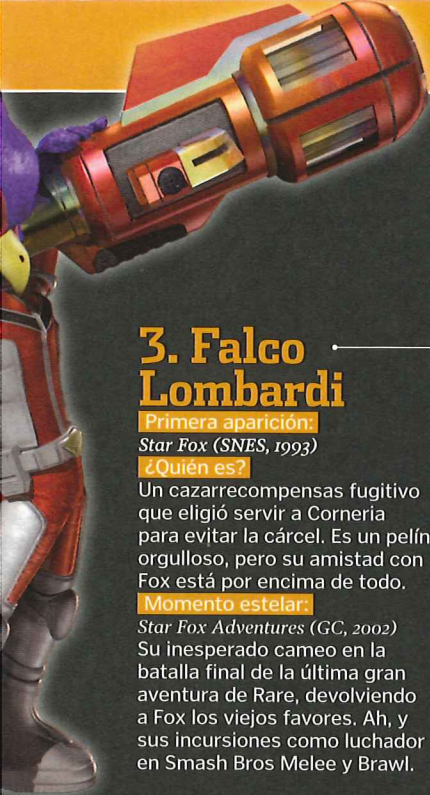 3. Falco
Lombardi
Primera aparición:
Star Fox (SNES, 1993)
¿Quién es?
Un cazarrecompensas fugitivo
que eligió servir a Corneria
para evitar la cárcel. Es un pelín
orgulloso, pero su amistad con
Fox está por encima de todo.
Momento estelar:
Star Fox Adventures (GC, 2002)
Su inesperado cameo en la
batalla final de la última gran
aventura de Rare, devolviendo
a Fox los viejos favores. Ah, y
sus incursiones como luchador
en Smash Bros Melee y Brawl.